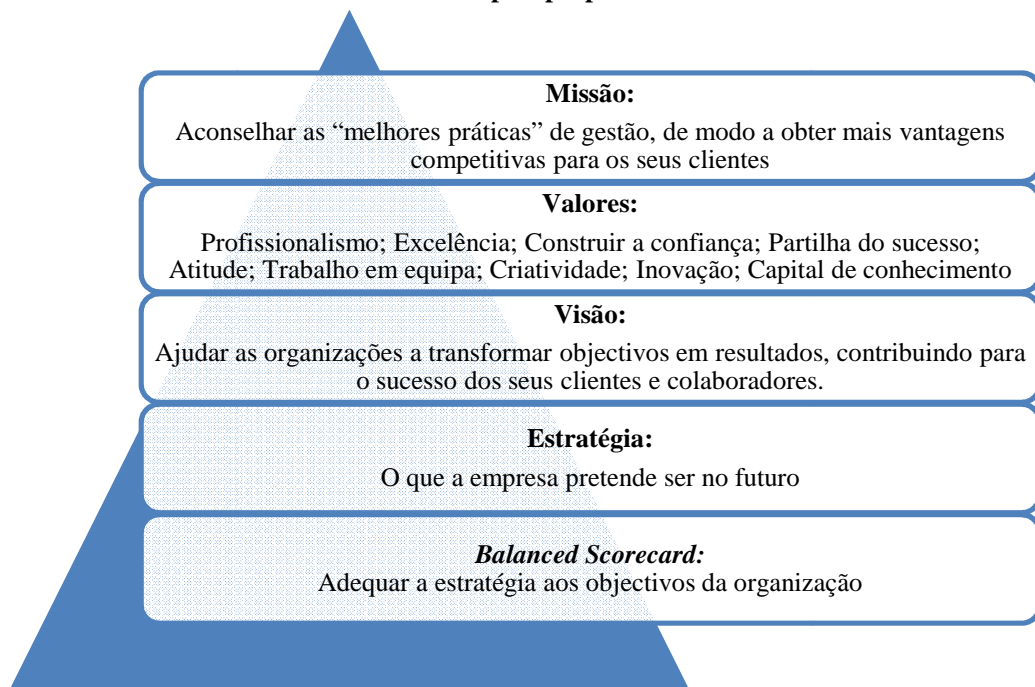 Missão:
Aconselhar as “melhores práticas” de gestão, de modo a obter mais vantagens
competitivas para os seus clientes
Valores:
Profissionalismo; Excelência; Construir a confiança; Partilha do sucesso;
Atitude; Trabalho em equipa; Criatividade; Inovação; Capital de conhecimento
Visão:
Ajudar as organizações a transformar objectivos em resultados, contribuindo para
o sucesso dos seus clientes e colaboradores.
Estratégia:
O que a empresa pretende ser no futuro
Balanced Scorecard:
Adequar a estratégia aos objectivos da organização